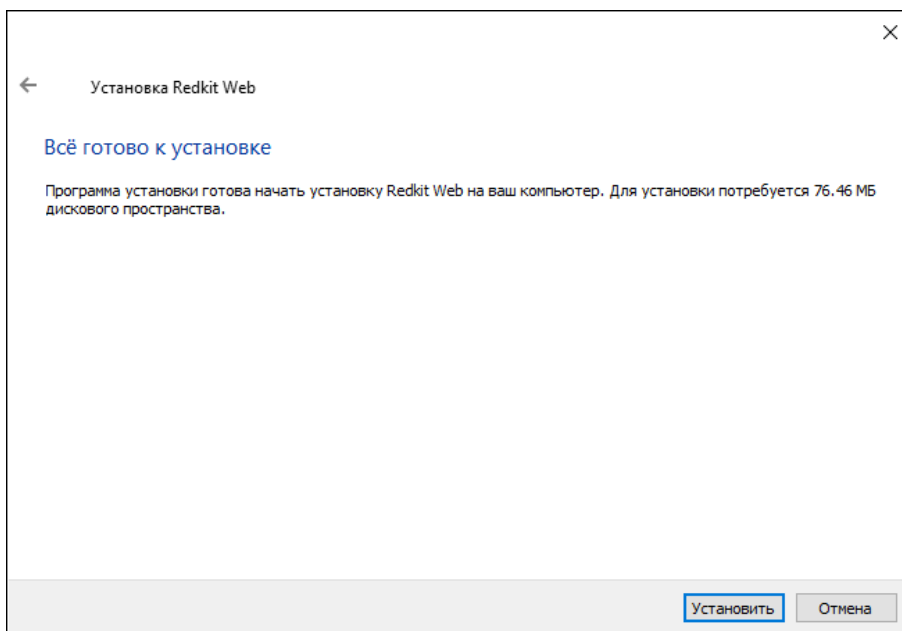 Установка Redkit Web
Всё готово к установке
Программа установки готова начать установку Redkit Web на ваш компьютер. Для установки потребуется 76.46 МБ
дискового пространства.
Установить
Отмена